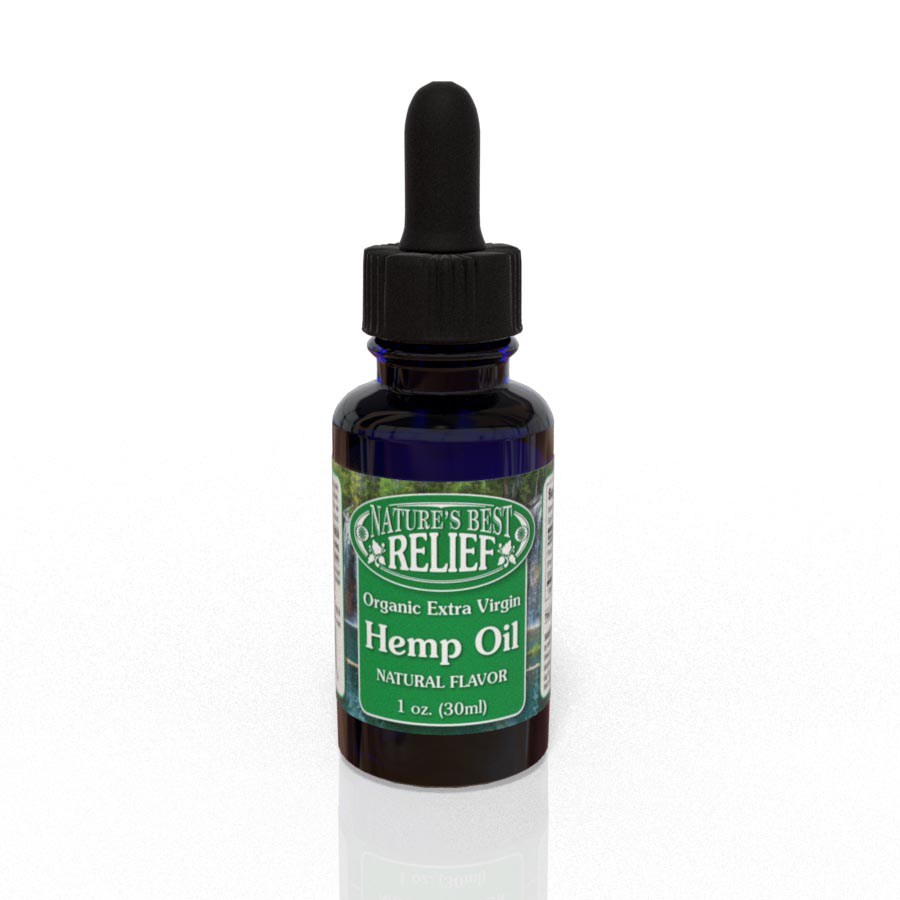 NATURE'S BEST
RELIEF
Organic Extra Virgin
Hemp Oil
NATURAL FLAVOR
1 oz. (30ml)